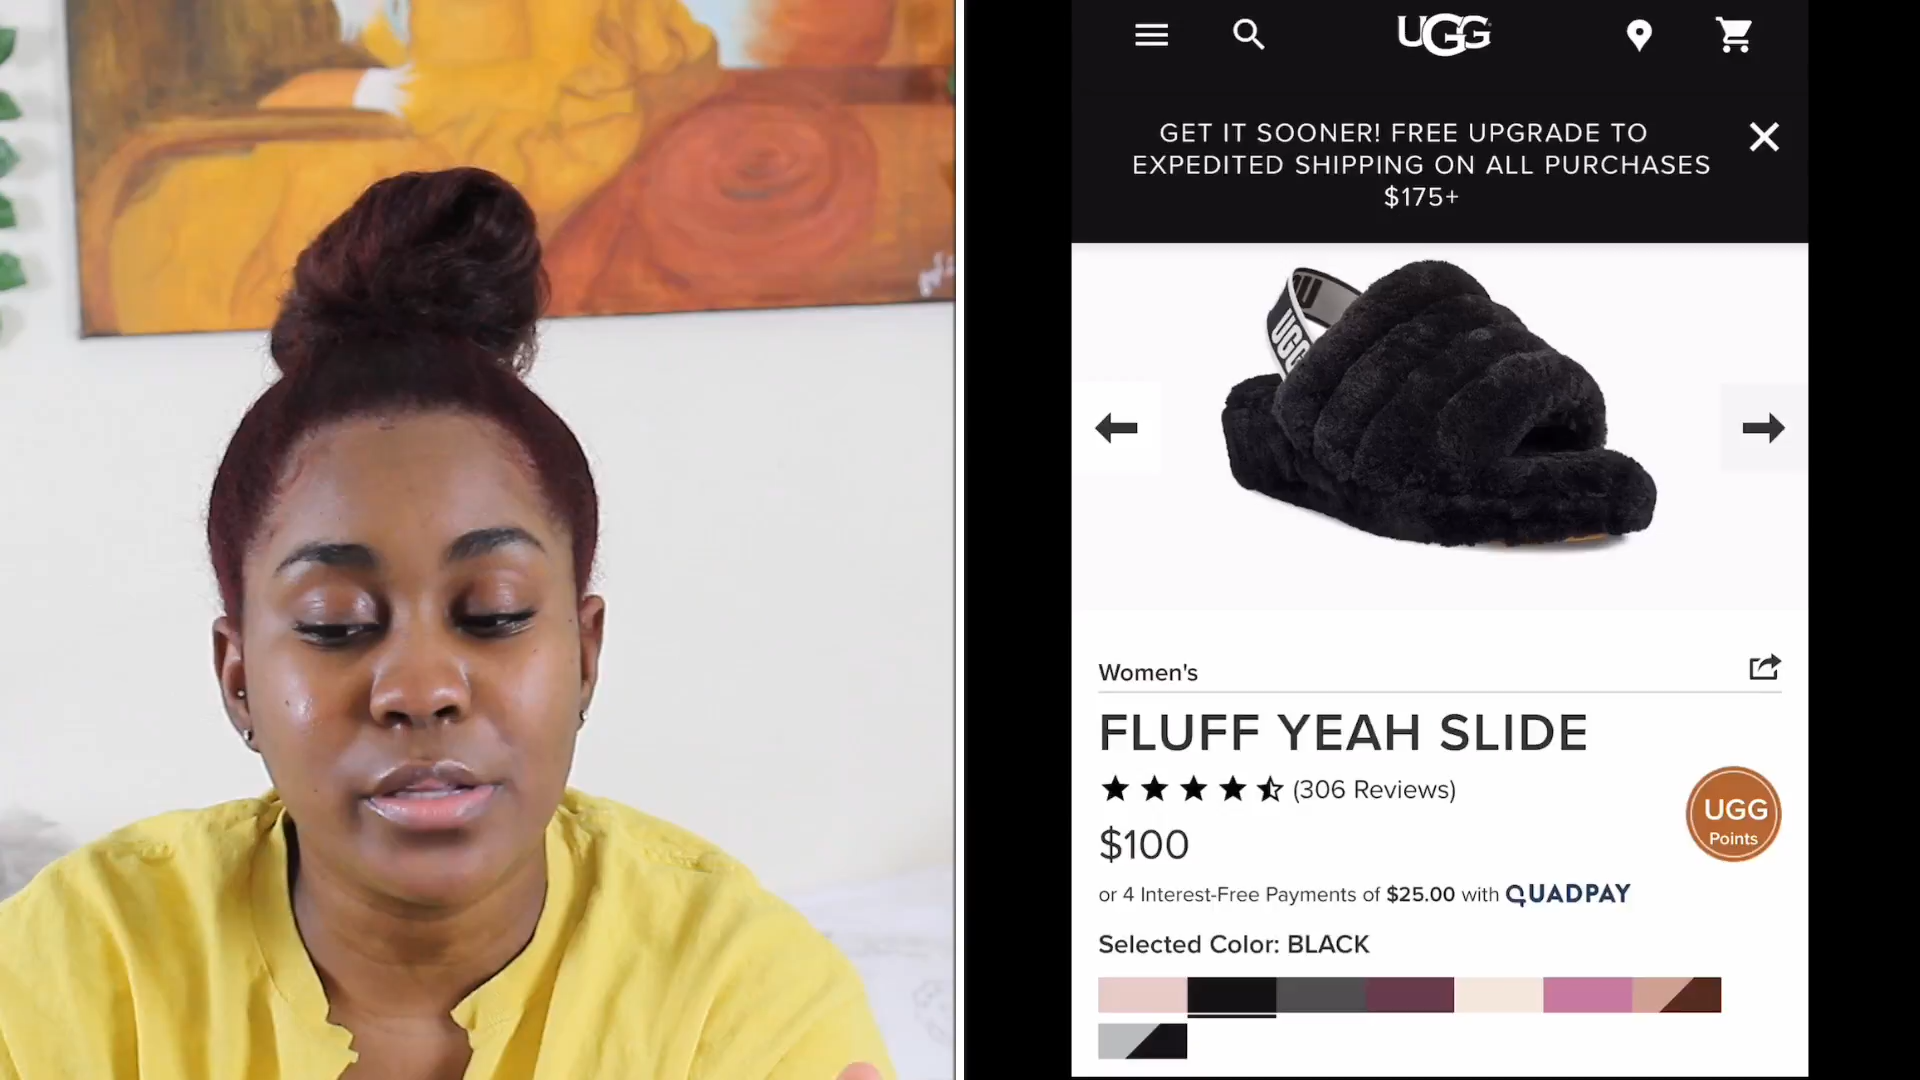 UGG
GET IT SOONER! FREE UPGRADE TO
EXPEDITED SHIPPING ON ALL PURCHASES
$175+
UGG
Women's
FLUFF YEAH SLIDE
(306 Reviews)
$100
UGG
Points
or 4 Interest-Free Payments of $25.00 with QUADPAY
Selected Color: BLACK